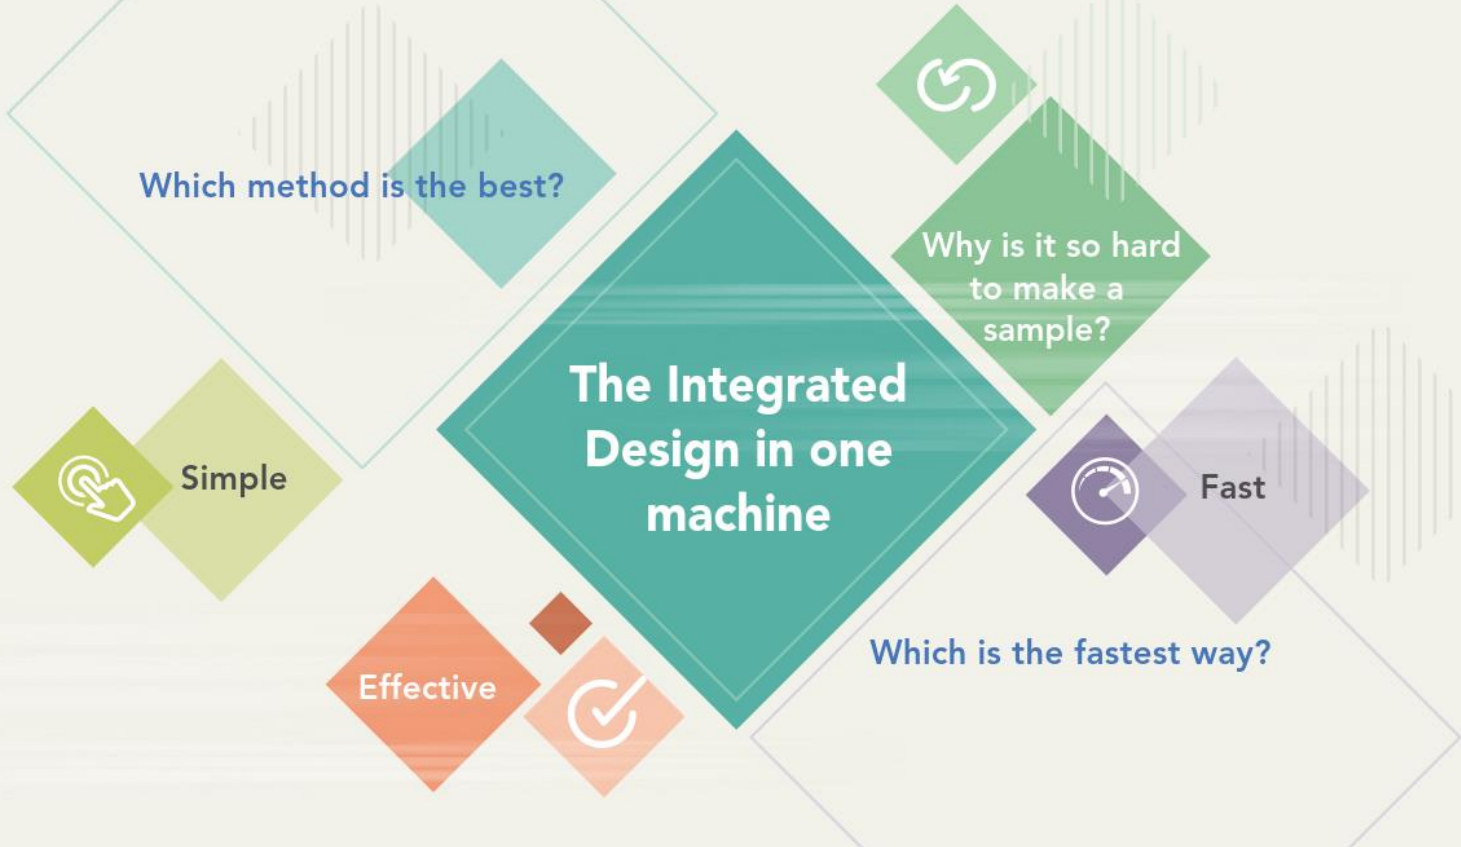 Which method is the best?
Why is it so hard
to make a
sample?
The Integrated
Design in one
machine
Simple
Fast
Effective
Which is the fastest way?